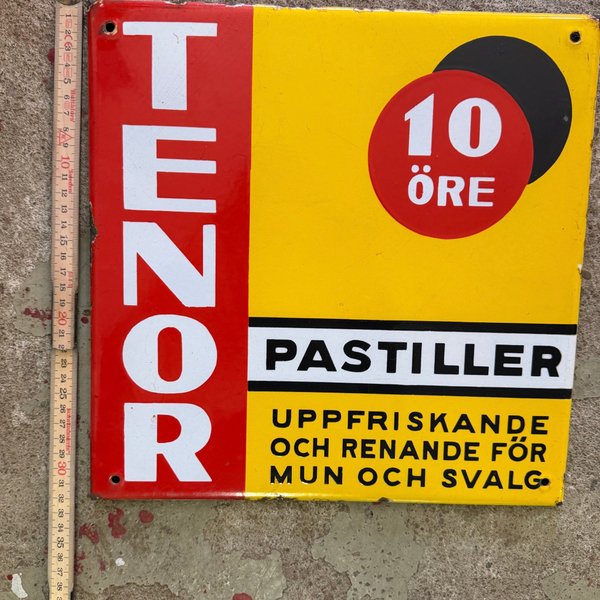 TENOR
10
ÖRE
PASTILLER
UPPFRISKANDE
OCH RENANDE FÖR
MUN OCH SVALG